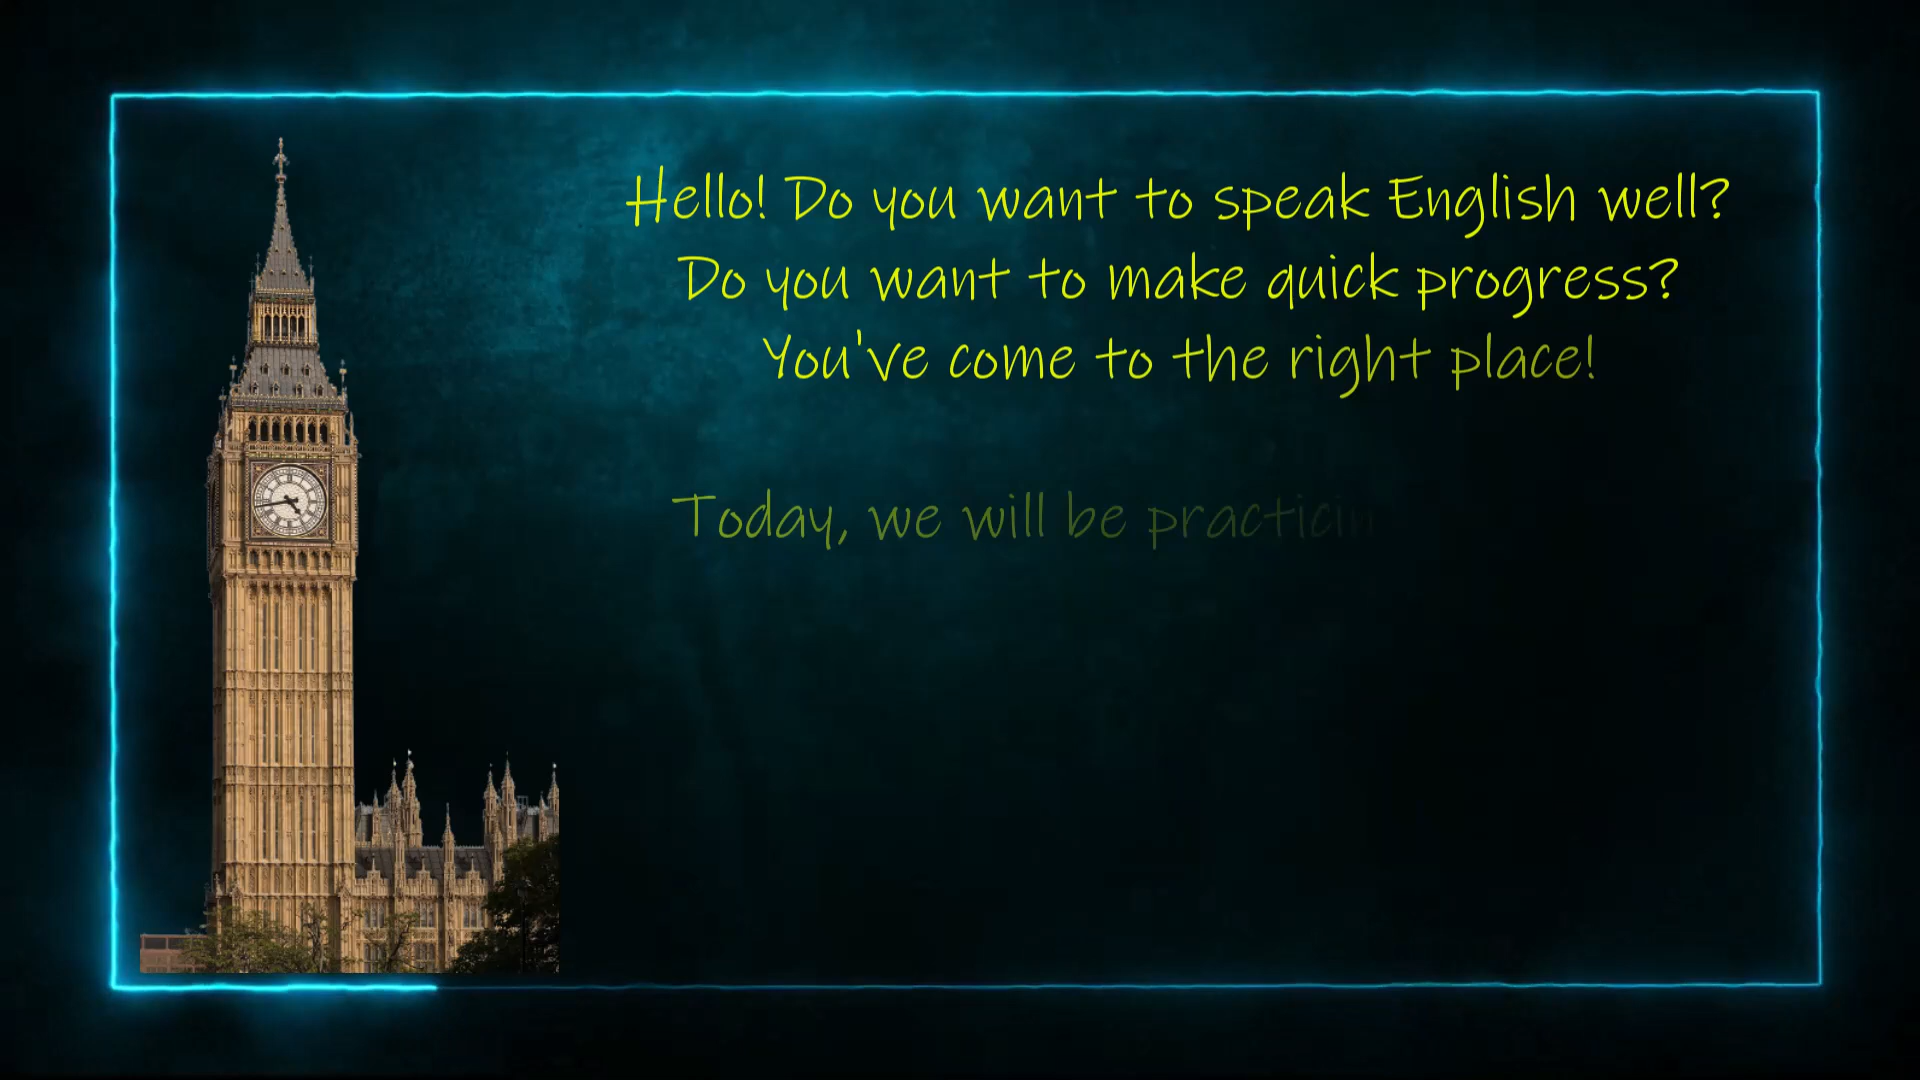 Hello! Do you want to speak English well?
Do you want to make quick progress?
You've come to the right place!
Today, we will be practicin